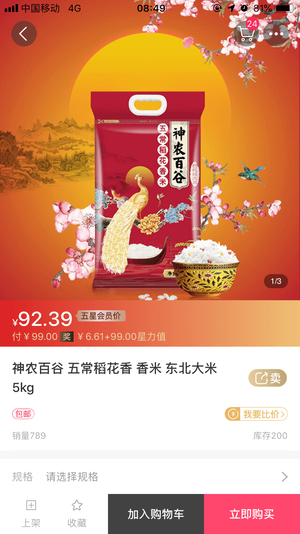 中国移动 4G 08:49 81%
24
神农百谷
五常稻花香米
1/3
¥92.39 五星会员价
付¥99.00 奖 ¥6.61+99.00星力值
神农百谷 五常稻花香 香米 东北大米
5kg
卖
包邮 我要比价>
销量789 库存200
规格 请选择规格
上架 收藏 加入购物车 立即购买